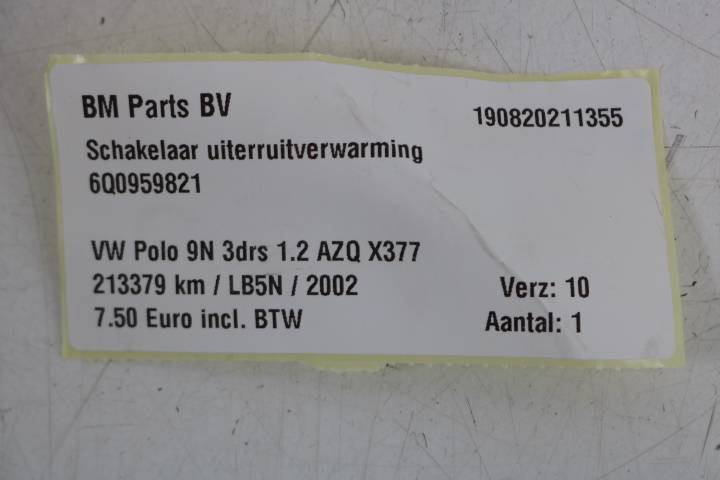 BM Parts BV 190820211355
Schakelaar uiterruitverwarming
6Q0959821
VW Polo 9N 3drs 1.2 AZQ X377
213379 km / LB5N / 2002 Verz: 10
7.50 Euro incl. BTW Aantal: 1